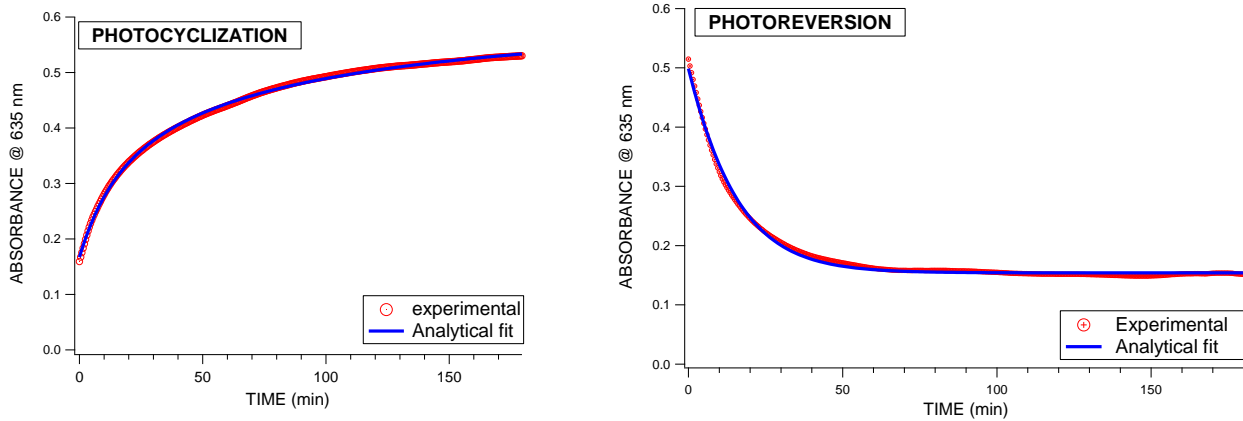 PHOTOCYCLIZATION
0.6
0.5
0.4
0.3
0.2
0.1
0.0
ABSORBANCE @ 635 nm
experimental
Analytical fit
0
50
100
150
TIME (min)
PHOTOREVERSION
0.6
0.5
0.4
0.3
0.2
0.1
0.0
ABSORBANCE @ 635 nm
Experimental
Analytical fit
0
50
100
150
TIME (min)